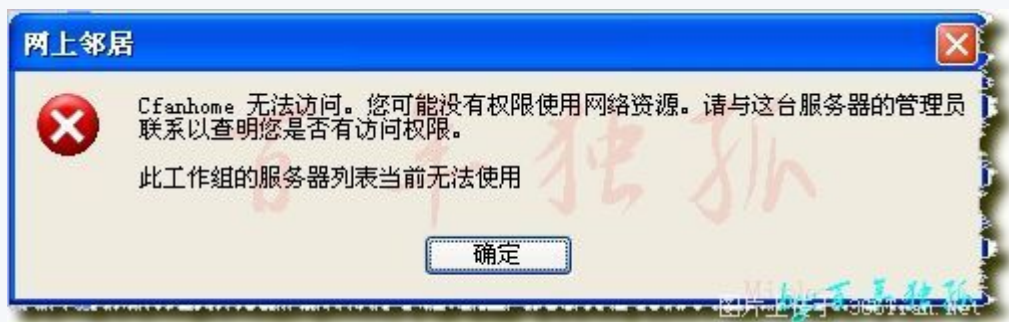 网上邻居
Cfanhome 无法访问。您可能没有权限使用网络资源。请与这台服务器的管理员
联系以查明您是否有访问权限。
此工作组的服务器列表当前无法使用
确定